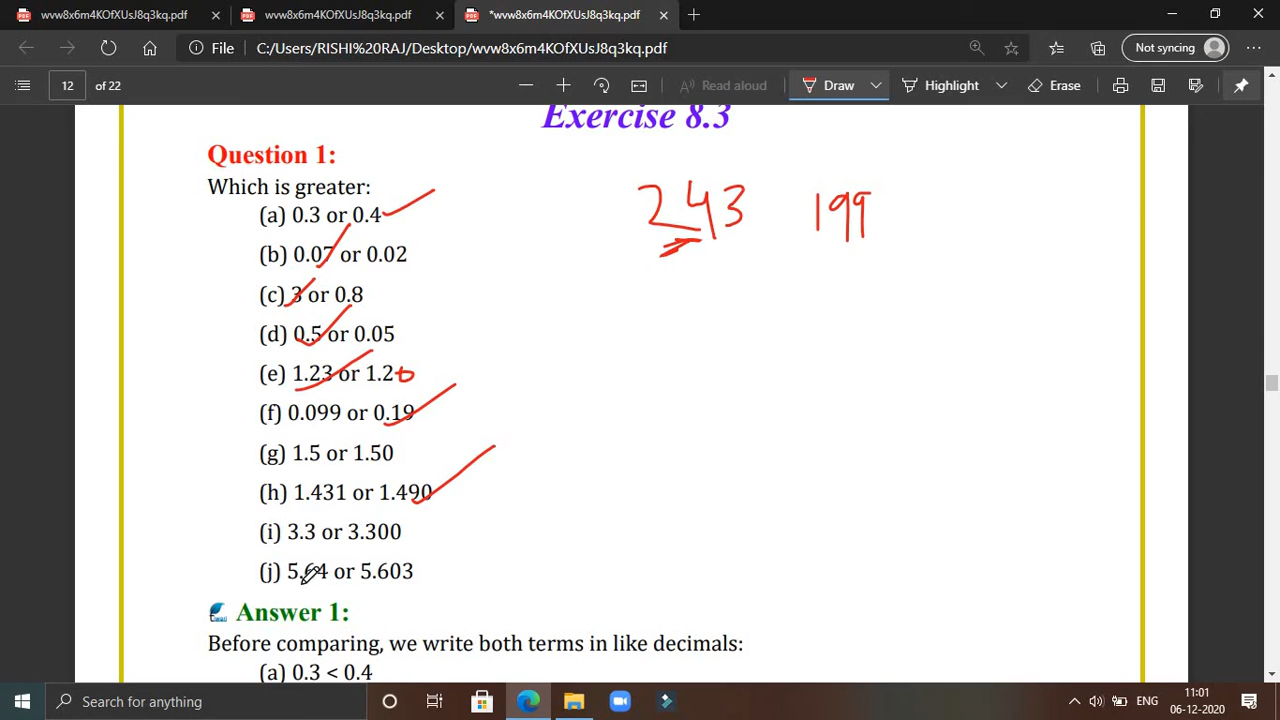 *wvw8x6m4KOfXUsJ8q3kq.pdf
wvw8x6m4KOfXUsJ8q3kq.pdf
wvw8x6m4KOfXUsJ8q3kq.pdf
File C:/Users/RISHI%20RAJ/Desktop/wvw8x6m4KOfXUsJ8q3kq.pdf Not syncing
12 of 22 Read aloud Draw Highlight Erase
Exercise 8.3
Question 1:
Which is greater:
243 199
(a) 0.3 or 0.4
(b) 0.07 or 0.02
(c) 3 or 0.8
(d) 0.5 or 0.05
(e) 1.23 or 1.20
(f) 0.099 or 0.19
(g) 1.5 or 1.50
(h) 1.431 or 1.490
(i) 3.3 or 3.300
(j) 5.64 or 5.603
Answer 1:
Before comparing, we write both terms in like decimals:
(a) 0.3 < 0.4
Search for anything ENG 11:01
06-12-2020